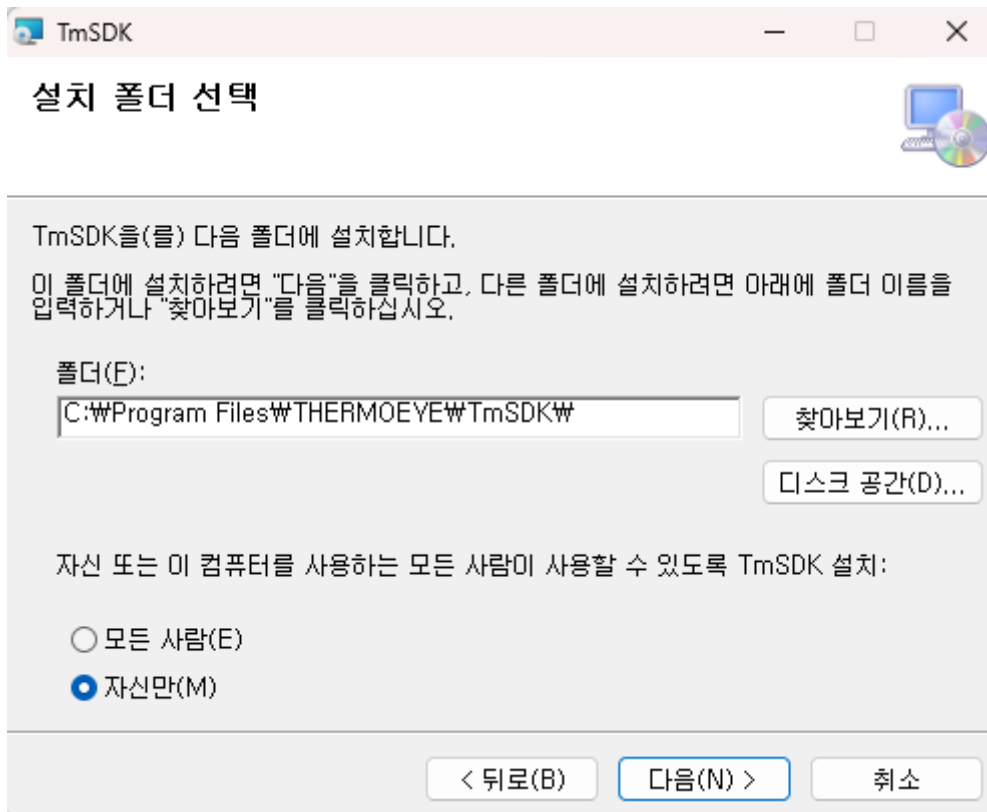 TmSDK
설치 폴더 선택
TmSDK을(를) 다음 폴더에 설치합니다.
이 폴더에 설치하려면 "다음"을 클릭하고, 다른 폴더에 설치하려면 아래에 폴더 이름을
입력하거나 "찾아보기"를 클릭하십시오.
폴더(F):
C:₩Program Files₩THERMOEYE₩TmSDK₩
찾아보기(R)...
디스크 공간(D)...
자신 또는 이 컴퓨터를 사용하는 모든 사람이 사용할 수 있도록 TmSDK 설치:
모든 사람(E)
자신만(M)
< 뒤로(B)
다음(N) >
취소